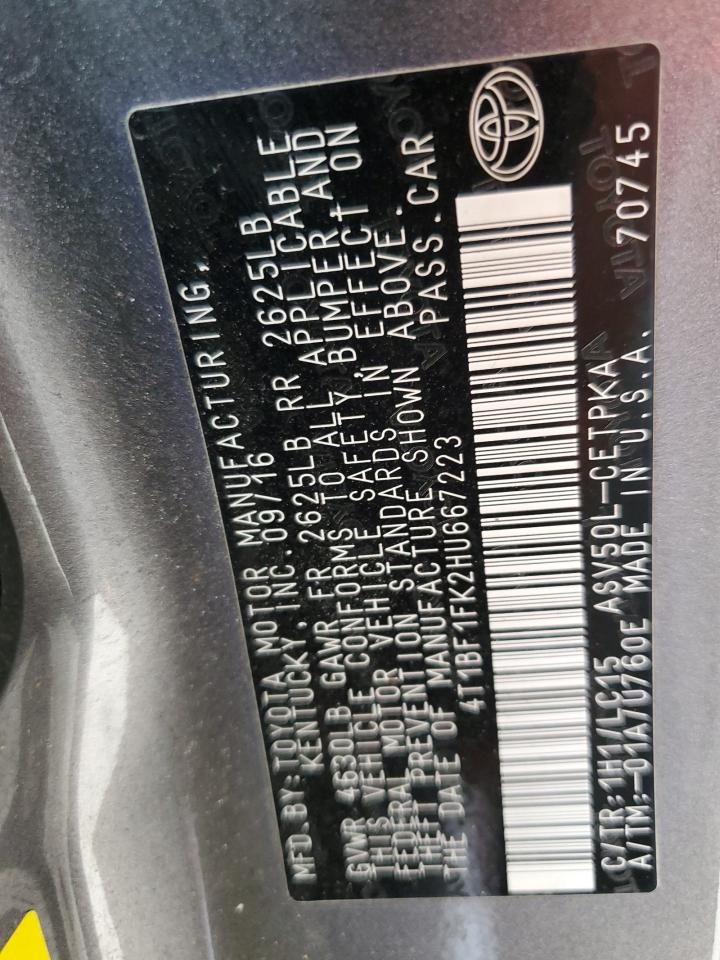 MFD.BY:TOYOTA MOTOR MANUFACTURING,
KENTUCKY,INC.09/16
GVWR 4630LB GAWR FR 2625LB RR 2625LB
THIS VEHICLE CONFORMS TO ALL APPLICABLE
FEDERAL MOTOR VEHICLE SAFETY,BUMPER AND
THEFT PREVENTION STANDARDS IN EFFECT ON
THE DATE OF MANUFACTURE SHOWN ABOVE.
4T1BF1FK2HU667223 PASS.CAR
C/TR:1H1/LC15 ASV50L-CETPKA
A/TM:-01A/U760E MADE IN U.S.A. 70745